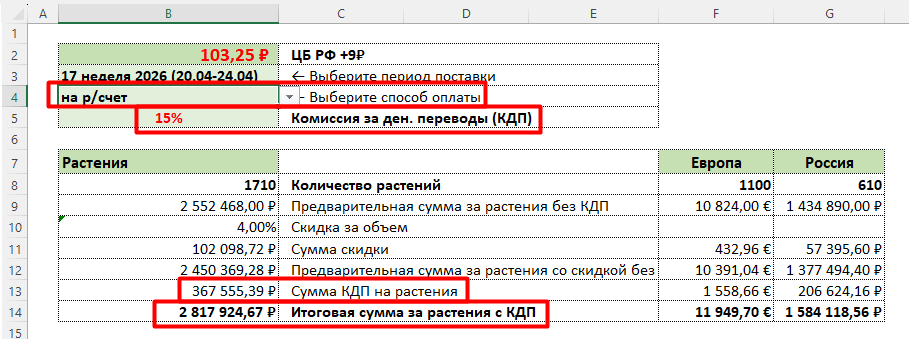 A B C D E F G
1
2 103,25 ₽ ЦБ РФ +9₽
3 17 неделя 2026 (20.04-24.04) ← Выберите период поставки
4 на р/счет - Выберите способ оплаты
5 15% Комиссия за ден. переводы (КДП)
6
7 Растения Европа Россия
8 1710 Количество растений 1100 610
9 2 552 468,00 ₽ Предварительная сумма за растения без КДП 10 824,00 € 1 434 890,00 ₽
10 4,00% Скидка за объем
11 102 098,72 ₽ Сумма скидки 432,96 € 57 395,60 ₽
12 2 450 369,28 ₽ Предварительная сумма за растения со скидкой без 10 391,04 € 1 377 494,40 ₽
13 367 555,39 ₽ Сумма КДП на растения 1 558,66 € 206 624,16 ₽
14 2 817 924,67 ₽ Итоговая сумма за растения с КДП 11 949,70 € 1 584 118,56 ₽
15